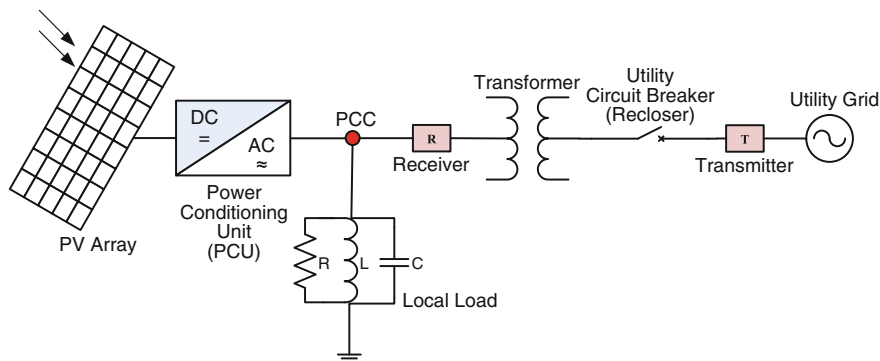 PV Array
DC
=
AC
≈
Power
Conditioning
Unit
(PCU)
PCC
R
Receiver
Transformer
Utility
Circuit Breaker
(Recloser)
T
Transmitter
Utility Grid
R
L
C
Local Load